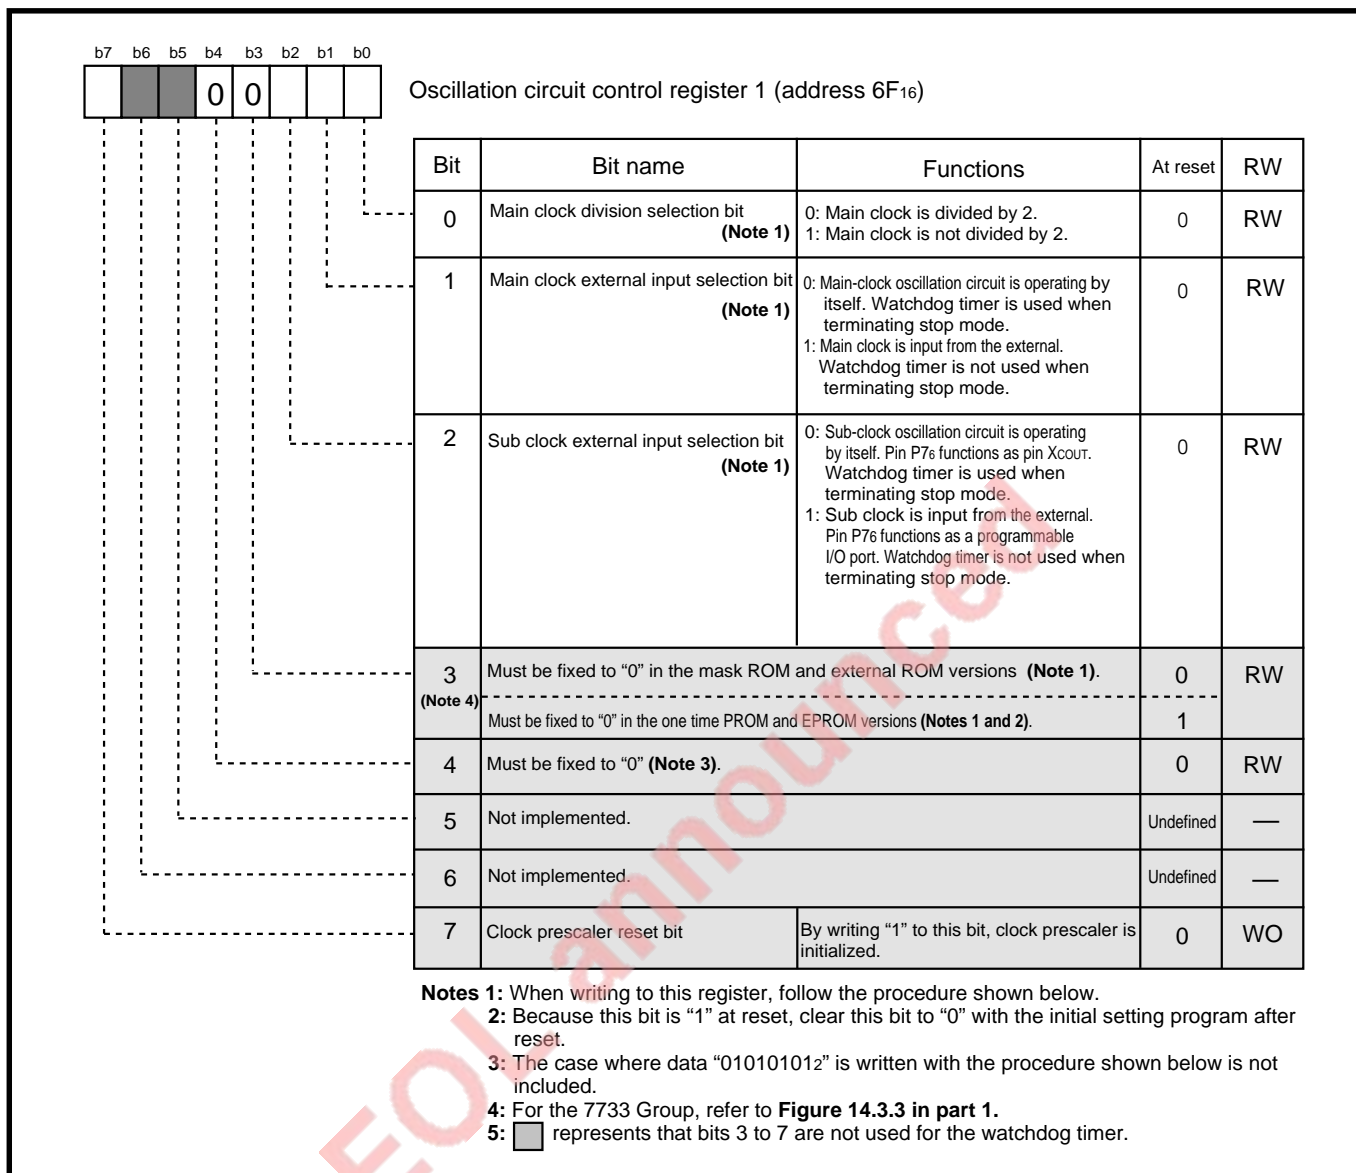 b7 b6 b5 b4 b3 b2 b1 b0
0 0
Oscillation circuit control register 1 (address 6F16)
Bit Bit name Functions At reset RW
0 Main clock division selection bit (Note 1) 0: Main clock is divided by 2. 0 RW
1: Main clock is not divided by 2.
1 Main clock external input selection bit (Note 1) 0: Main-clock oscillation circuit is operating by 0 RW
itself. Watchdog timer is used when
terminating stop mode.
1: Main clock is input from the external.
Watchdog timer is not used when
terminating stop mode.
2 Sub clock external input selection bit (Note 1) 0: Sub-clock oscillation circuit is operating 0 RW
by itself. Pin P76 functions as pin XCOUT.
Watchdog timer is used when
terminating stop mode.
1: Sub clock is input from the external.
Pin P76 functions as a programmable
I/O port. Watchdog timer is not used when
terminating stop mode.
3 (Note 4) Must be fixed to “0” in the mask ROM and external ROM versions (Note 1). 0 RW
Must be fixed to “0” in the one time PROM and EPROM versions (Notes 1 and 2). 1
4 Must be fixed to “0” (Note 3). 0 RW
5 Not implemented. Undefined —
6 Not implemented. Undefined —
7 Clock prescaler reset bit By writing “1” to this bit, clock prescaler is 0 WO
initialized.
Notes 1: When writing to this register, follow the procedure shown below.
2: Because this bit is “1” at reset, clear this bit to “0” with the initial setting program after
reset.
3: The case where data “010101012” is written with the procedure shown below is not
included.
4: For the 7733 Group, refer to Figure 14.3.3 in part 1.
5: represents that bits 3 to 7 are not used for the watchdog timer.
EOL announced